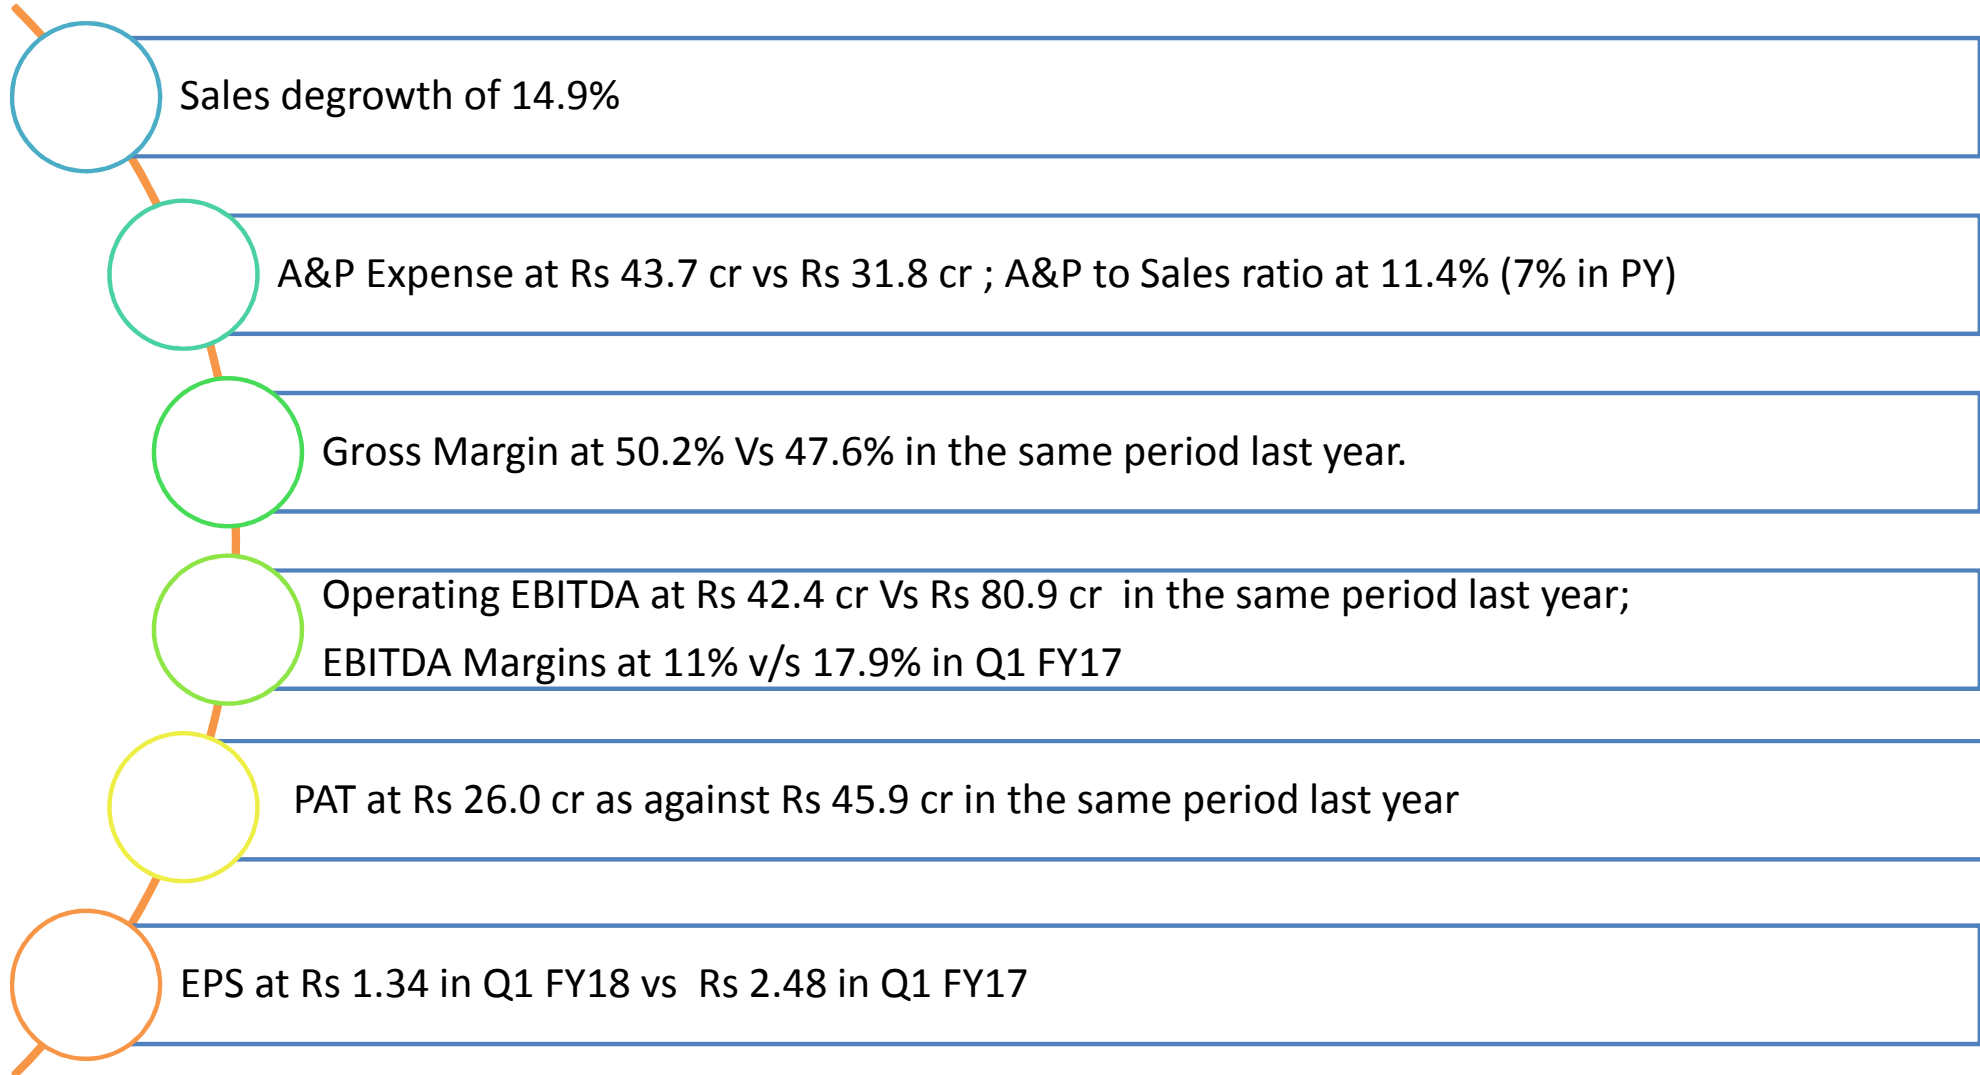 Sales degrowth of 14.9%
A&P Expense at Rs 43.7 cr vs Rs 31.8 cr ; A&P to Sales ratio at 11.4% (7% in PY)
Gross Margin at 50.2% Vs 47.6% in the same period last year.
Operating EBITDA at Rs 42.4 cr Vs Rs 80.9 cr  in the same period last year;
EBITDA Margins at 11% v/s 17.9% in Q1 FY17
PAT at Rs 26.0 cr as against Rs 45.9 cr in the same period last year
EPS at Rs 1.34 in Q1 FY18 vs  Rs 2.48 in Q1 FY17